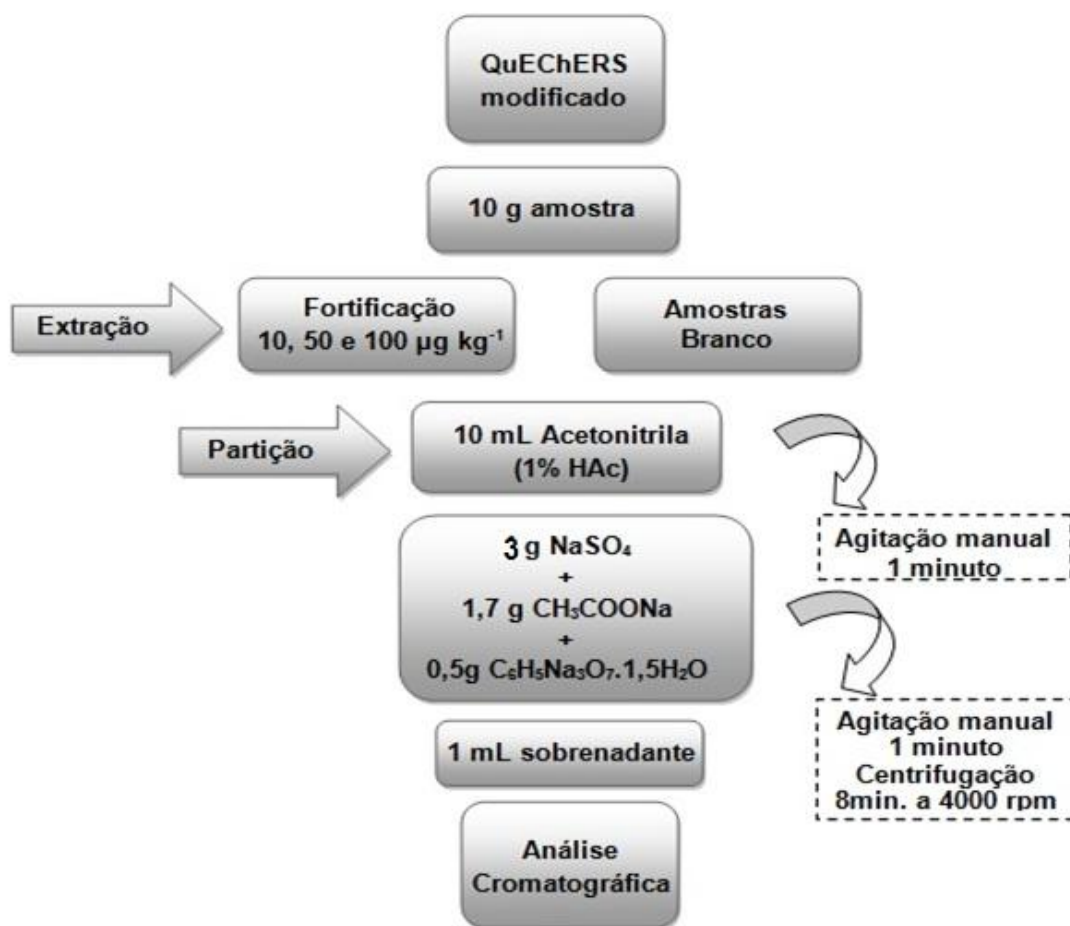 QuEChERS
modificado
10 g amostra
Extração
Fortificação
10, 50 e 100 µg kg⁻¹
Amostras
Branco
Partição
10 mL Acetonitrila
(1% HAc)
Agitação manual
1 minuto
3 g NaSO₄
+
1,7 g CH₃COONa
+
0,5g C₆H₅Na₃O₇.1,5H₂O
Agitação manual
1 minuto
Centrifugação
8min. a 4000 rpm
1 mL sobrenadante
Análise
Cromatográfica